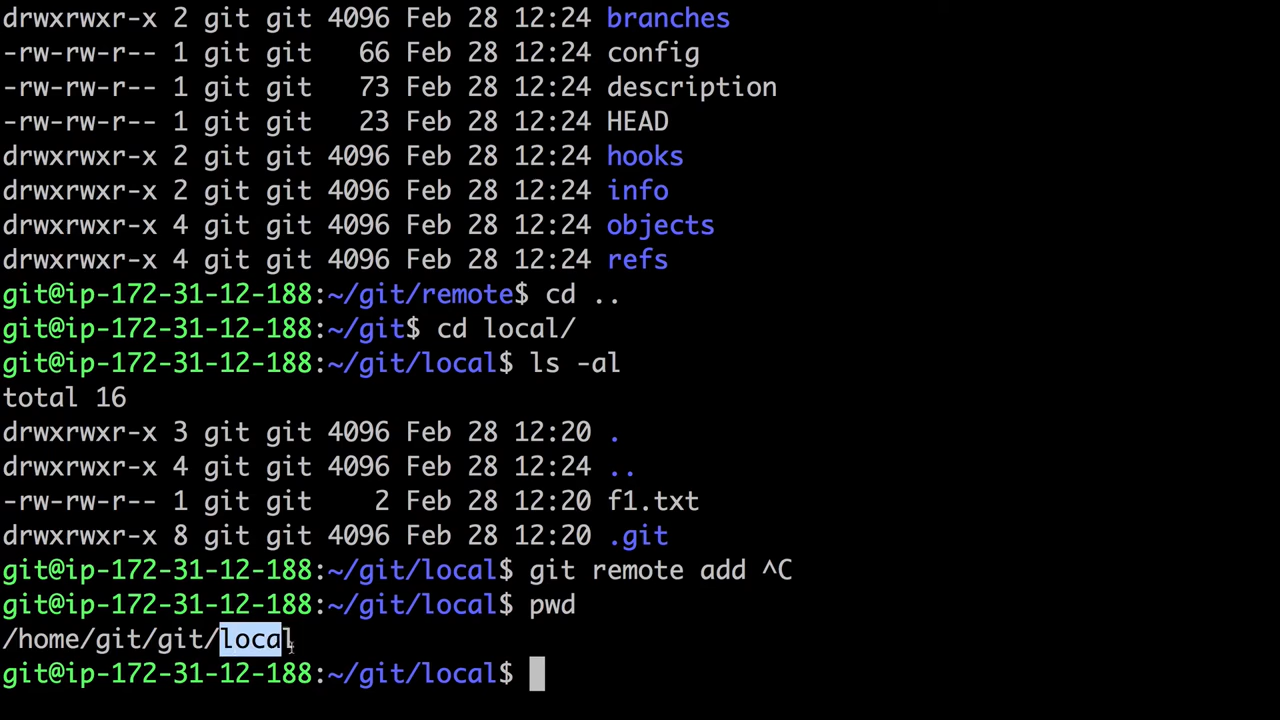 drwxrwxr-x 2 git git 4096 Feb 28 12:24 branches
-rw-rw-r-- 1 git git   66 Feb 28 12:24 config
-rw-rw-r-- 1 git git   73 Feb 28 12:24 description
-rw-rw-r-- 1 git git   23 Feb 28 12:24 HEAD
drwxrwxr-x 2 git git 4096 Feb 28 12:24 hooks
drwxrwxr-x 2 git git 4096 Feb 28 12:24 info
drwxrwxr-x 4 git git 4096 Feb 28 12:24 objects
drwxrwxr-x 4 git git 4096 Feb 28 12:24 refs
git@ip-172-31-12-188:~/git/remote$ cd ..
git@ip-172-31-12-188:~/git$ cd local/
git@ip-172-31-12-188:~/git/local$ ls -al
total 16
drwxrwxr-x 3 git git 4096 Feb 28 12:20 .
drwxrwxr-x 4 git git 4096 Feb 28 12:24 ..
-rw-rw-r-- 1 git git    2 Feb 28 12:20 f1.txt
drwxrwxr-x 8 git git 4096 Feb 28 12:20 .git
git@ip-172-31-12-188:~/git/local$ git remote add ^C
git@ip-172-31-12-188:~/git/local$ pwd
/home/git/git/local
git@ip-172-31-12-188:~/git/local$